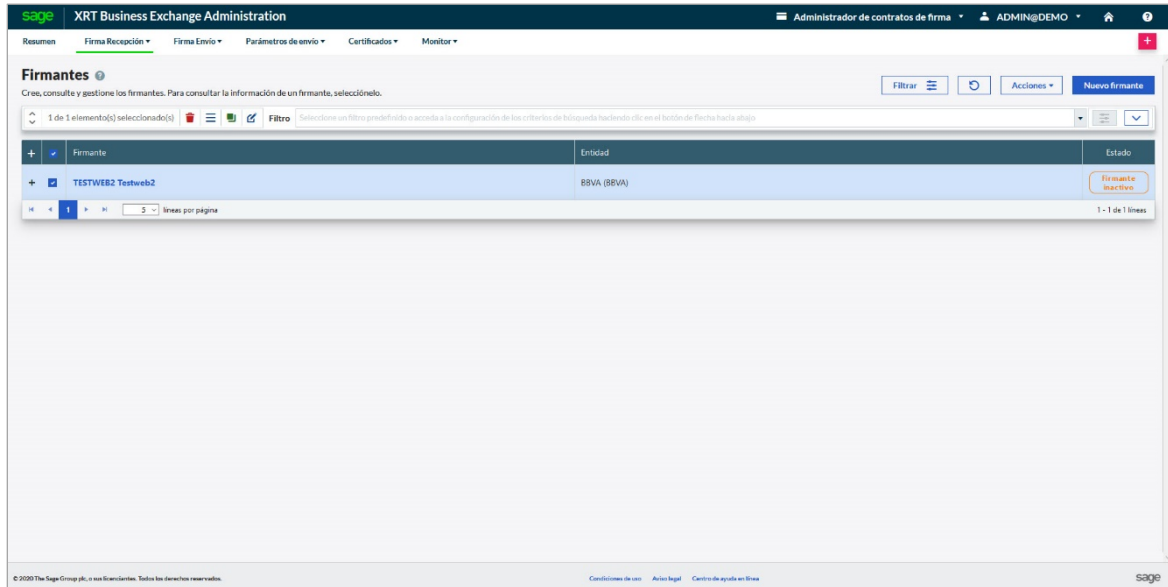 sage XRT Business Exchange Administration Administrador de contratos de firma ADMIN@DEMO ?
Resumen Firma Recepción Firma Envío Parámetros de envío Certificados Monitor +
Firmantes ?
Cree, consulte y gestione los firmantes. Para consultar la información de un firmante, selecciónelo.
Filtrar Acciones Nuevo firmante
1 de 1 elemento(s) seleccionado(s) Filtro Seleccione un filtro predefinido o acceda a la configuración de los criterios de búsqueda haciendo clic en el botón de flecha hacia abajo
+ Firmante Entidad Estado
+ TESTWEB2 Testweb2 BBVA (BBVA) Firmante
inactivo
1 5 líneas por página 1 - 1 de 1 líneas
© 2020 The Sage Group plc, o sus licenciantes. Todos los derechos reservados. Condiciones de uso Aviso legal Centro de ayuda en línea sage